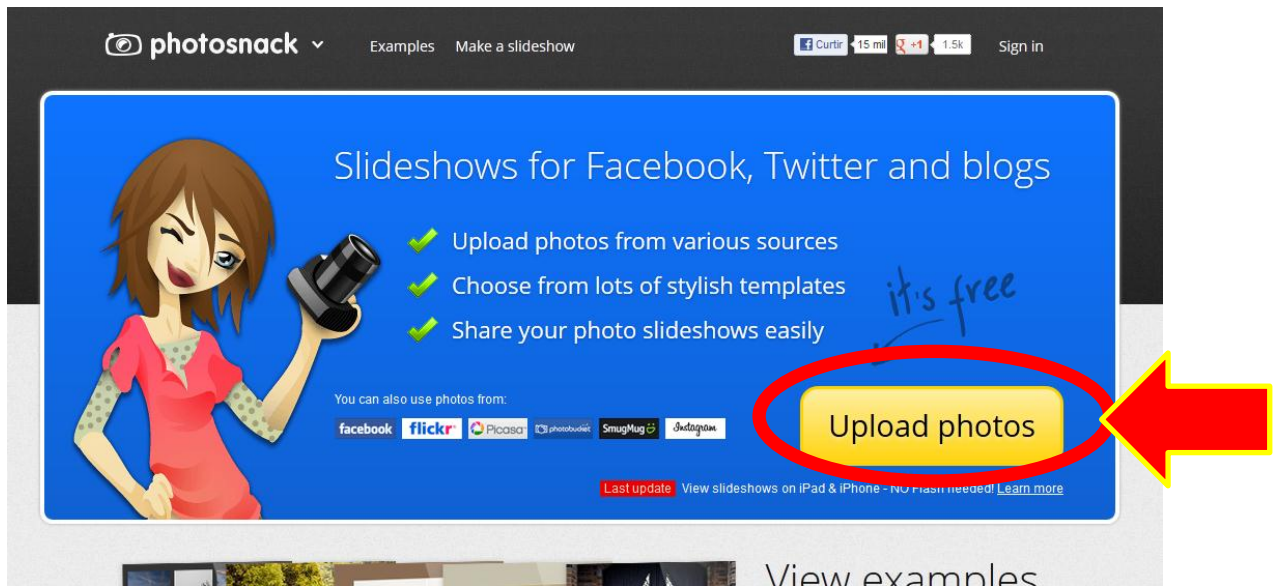 photosnack
Examples Make a slideshow
Curtir 15 mil +1 1.5k
Sign in
Slideshows for Facebook, Twitter and blogs
Upload photos from various sources
Choose from lots of stylish templates
Share your photo slideshows easily
it's free
You can also use photos from:
facebook flickr Picasa photobucket SmugMug Instagram
Upload photos
Last update View slideshows on iPad & iPhone - NO Flash needed! Learn more
View examples